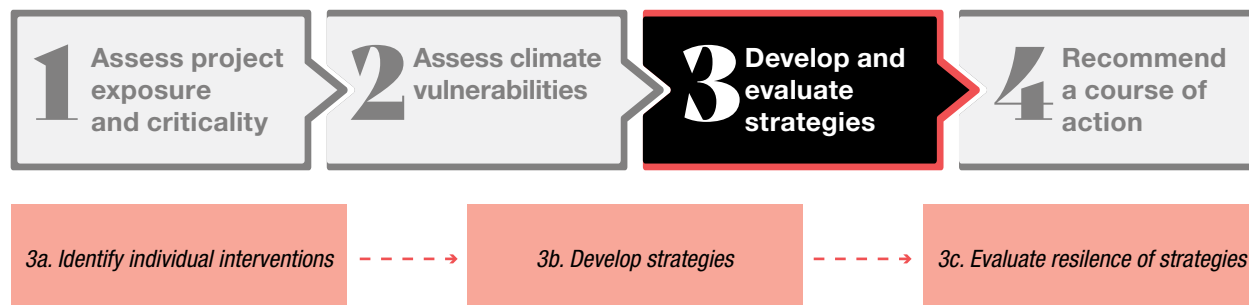 1 Assess project
exposure
and criticality
2 Assess climate
vulnerabilities
3 Develop and
evaluate
strategies
4 Recommend
a course of
action
3a. Identify individual interventions
3b. Develop strategies
3c. Evaluate resilence of strategies